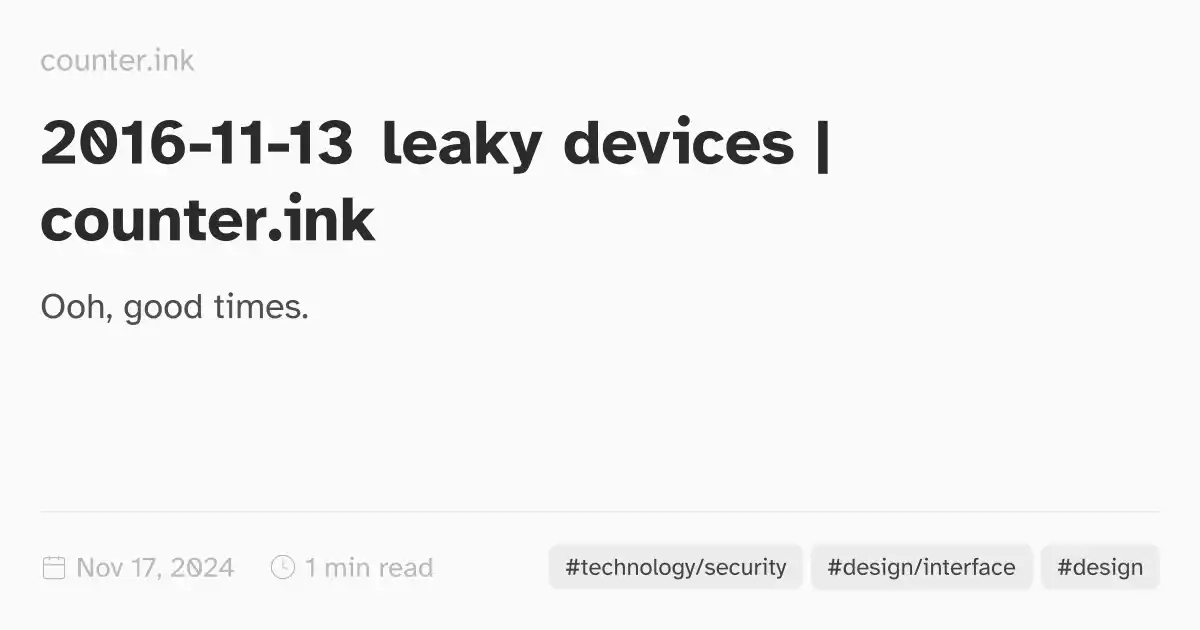 counter.ink
2016-11-13 leaky devices |
counter.ink
Ooh, good times.
Nov 17, 2024 1 min read #technology/security #design/interface #design